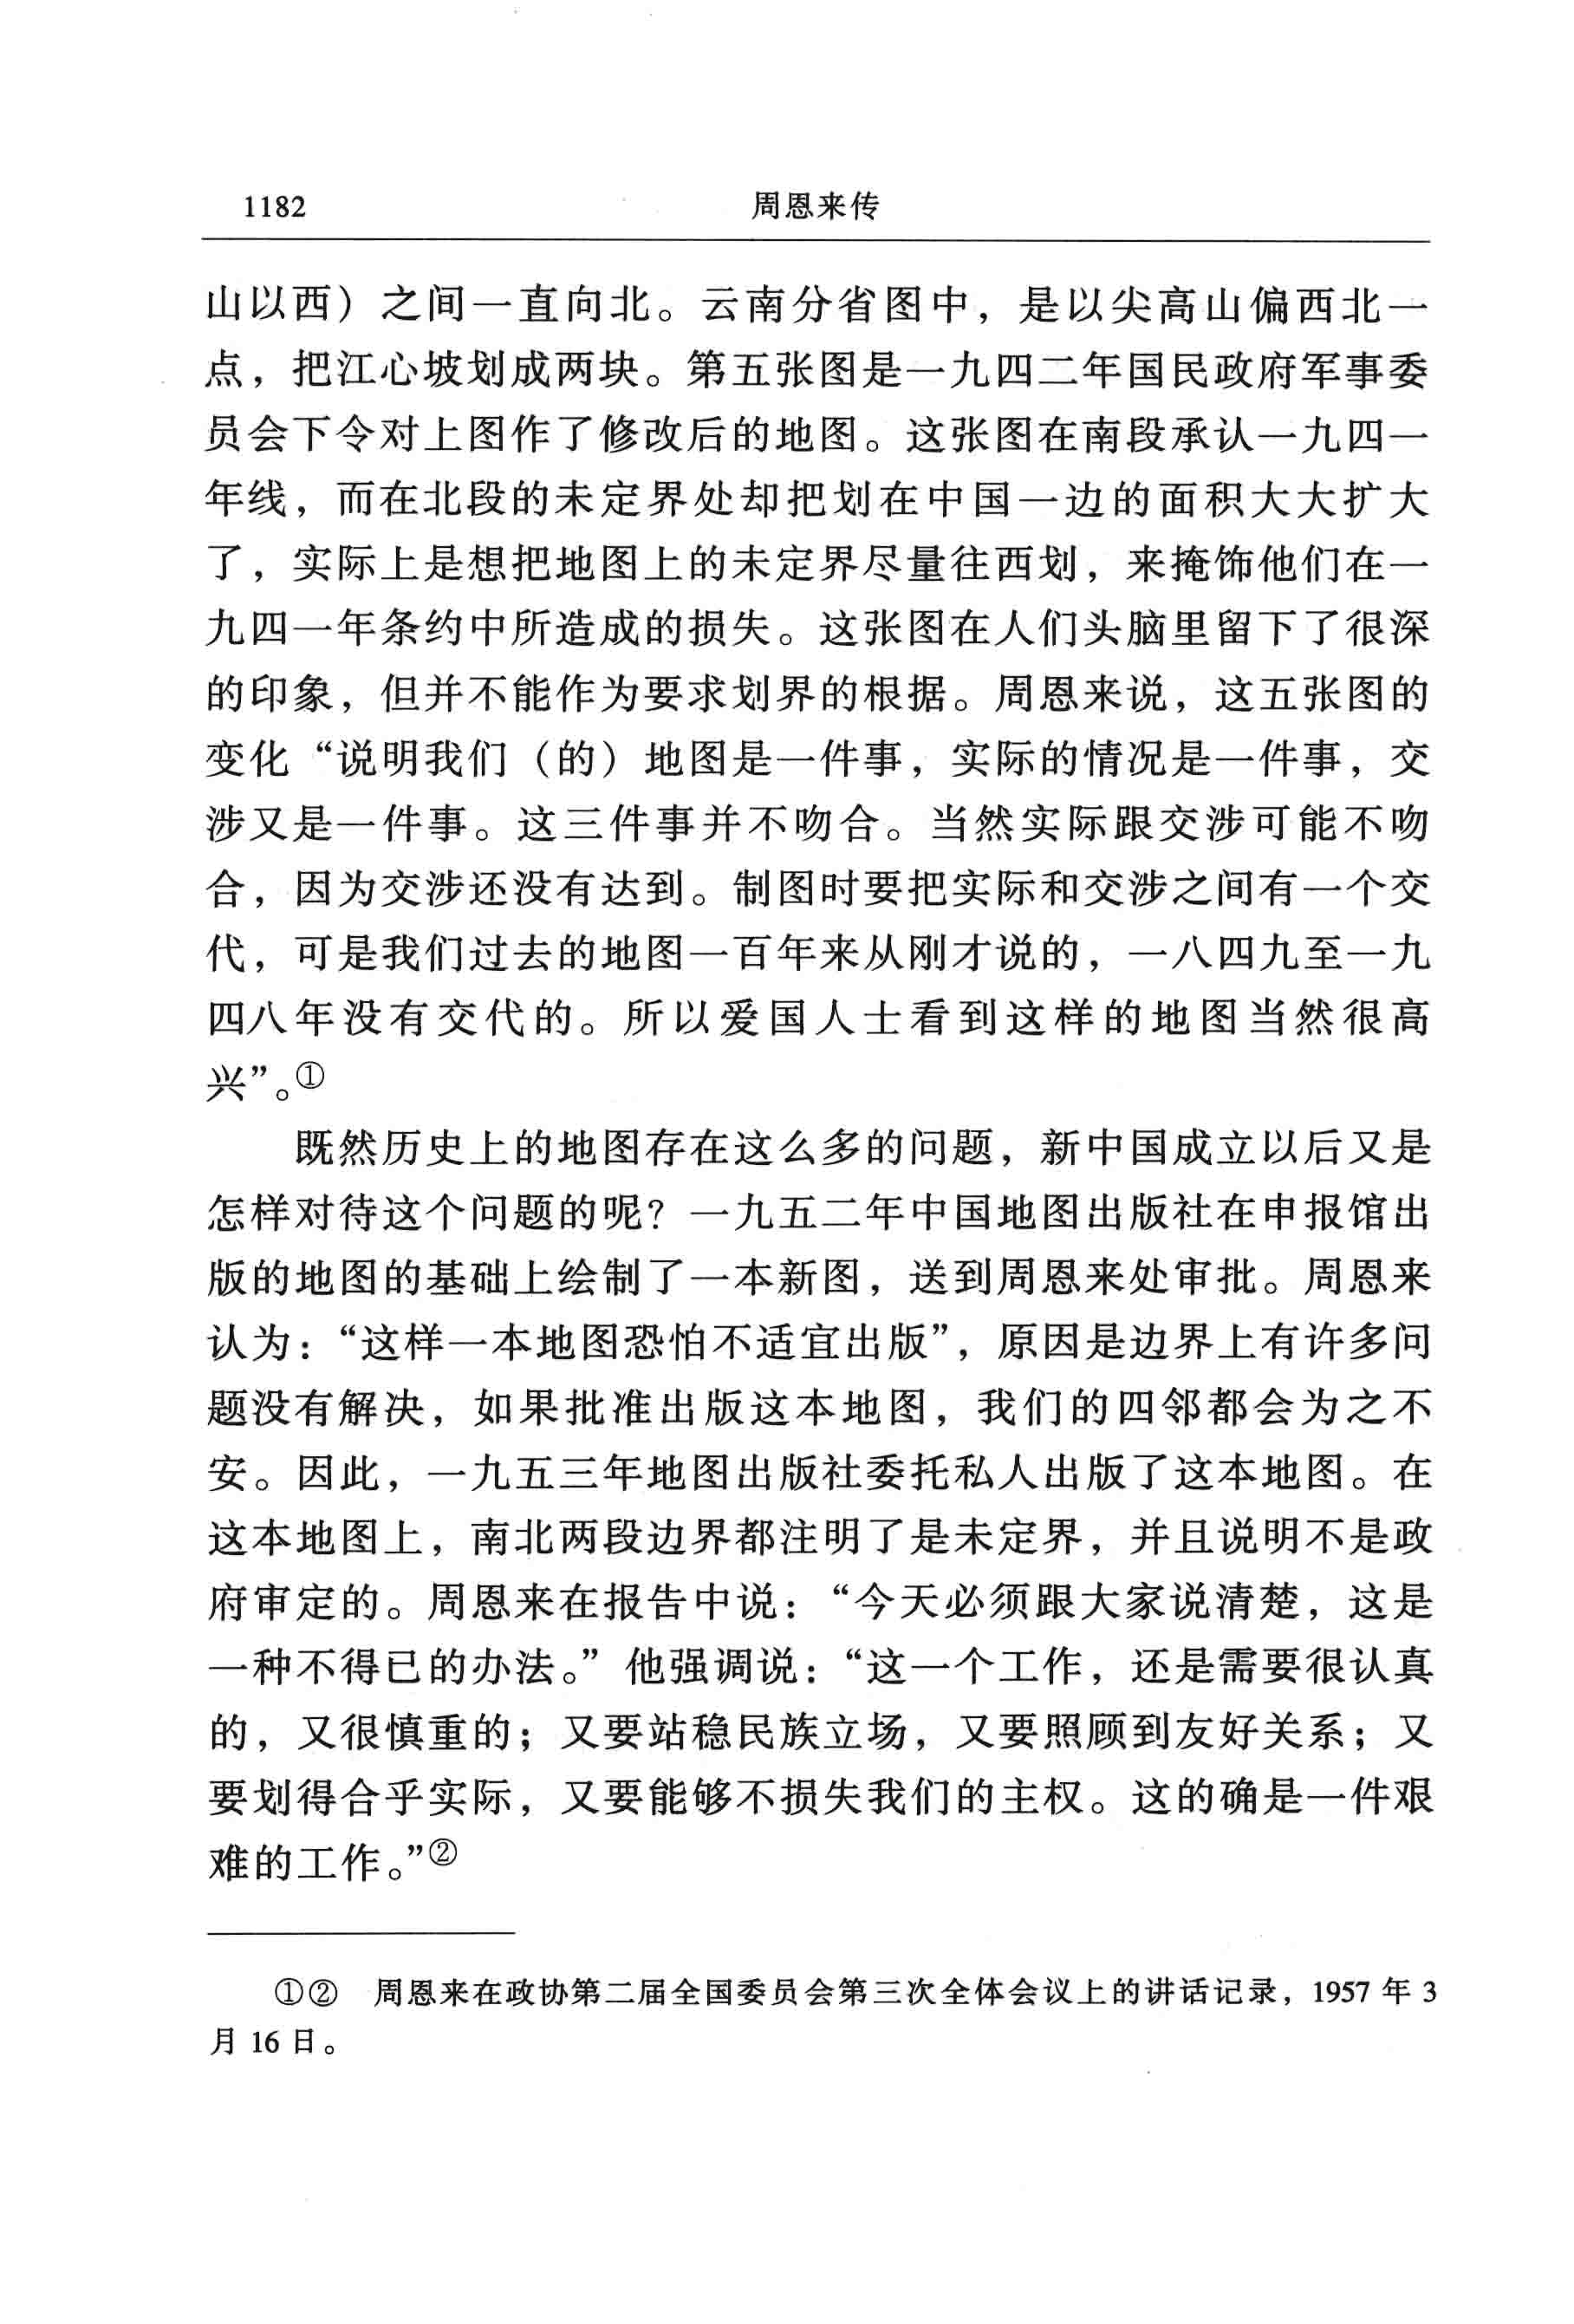 1182 周恩来传
山以西）之间一直向北。云南分省图中，是以尖高山偏西北一
点，把江心坡划成两块。第五张图是一九四二年国民政府军事委
员会下令对上图作了修改后的地图。这张图在南段承认一九四一
年线，而在北段的未定界处却把划在中国一边的面积大大扩大
了，实际上是想把地图上的未定界尽量往西划，来掩饰他们在一
九四一年条约中所造成的损失。这张图在人们头脑里留下了很深
的印象，但并不能作为要求划界的根据。周恩来说，这五张图的
变化“说明我们（的）地图是一件事，实际的情况是一件事，交
涉又是一件事。这三件事并不吻合。当然实际跟交涉可能不吻
合，因为交涉还没有达到。制图时要把实际和交涉之间有一个交
代，可是我们过去的地图一百年来从刚才说的，一八四九至一九
四八年没有交代的。所以爱国人士看到这样的地图当然很高
兴”。①
既然历史上的地图存在这么多的问题，新中国成立以后又是
怎样对待这个问题的呢？一九五二年中国地图出版社在申报馆出
版的地图的基础上绘制了一本新图，送到周恩来处审批。周恩来
认为：“这样一本地图恐怕不适宜出版”，原因是边界上有许多问
题没有解决，如果批准出版这本地图，我们的四邻都会为之不
安。因此，一九五三年地图出版社委托私人出版了这本地图。在
这本地图上，南北两段边界都注明了是未定界，并且说明不是政
府审定的。周恩来在报告中说：“今天必须跟大家说清楚，这是
一种不得已的办法。”他强调说：“这一个工作，还是需要很认真
的，又很慎重的；又要站稳民族立场，又要照顾到友好关系；又
要划得合乎实际，又要能够不损失我们的主权。这的确是一件艰
难的工作。”②
①② 周恩来在政协第二届全国委员会第三次全体会议上的讲话记录，1957 年 3
月 16 日。